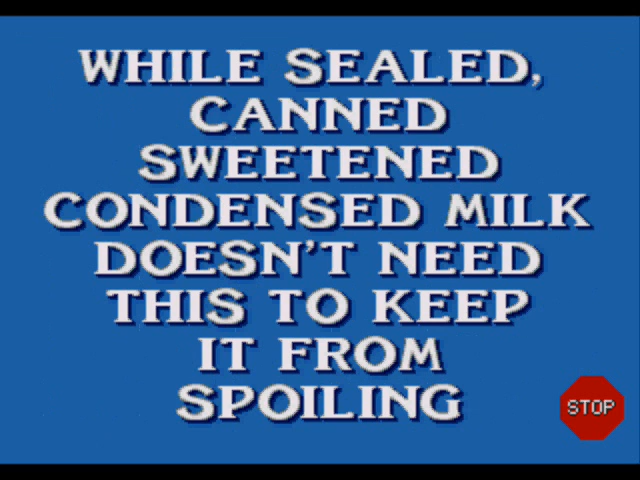 WHILE SEALED,
CANNED
SWEETENED
CONDENSED MILK
DOESN'T NEED
THIS TO KEEP
IT FROM
SPOILING
STOP